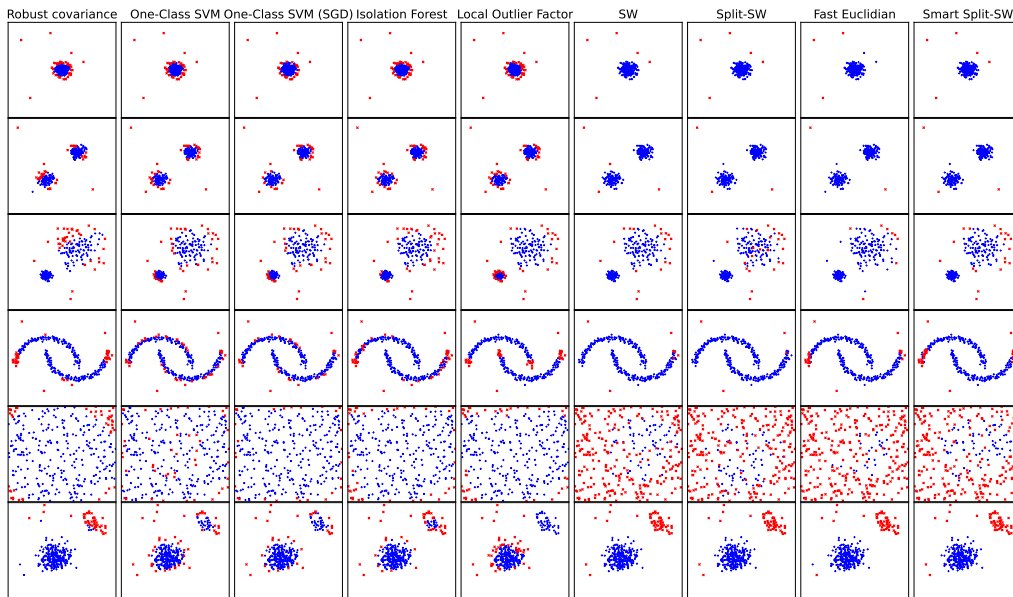 Robust covariance One-Class SVM One-Class SVM (SGD) Isolation Forest Local Outlier Factor SW Split-SW Fast Euclidian Smart Split-SW